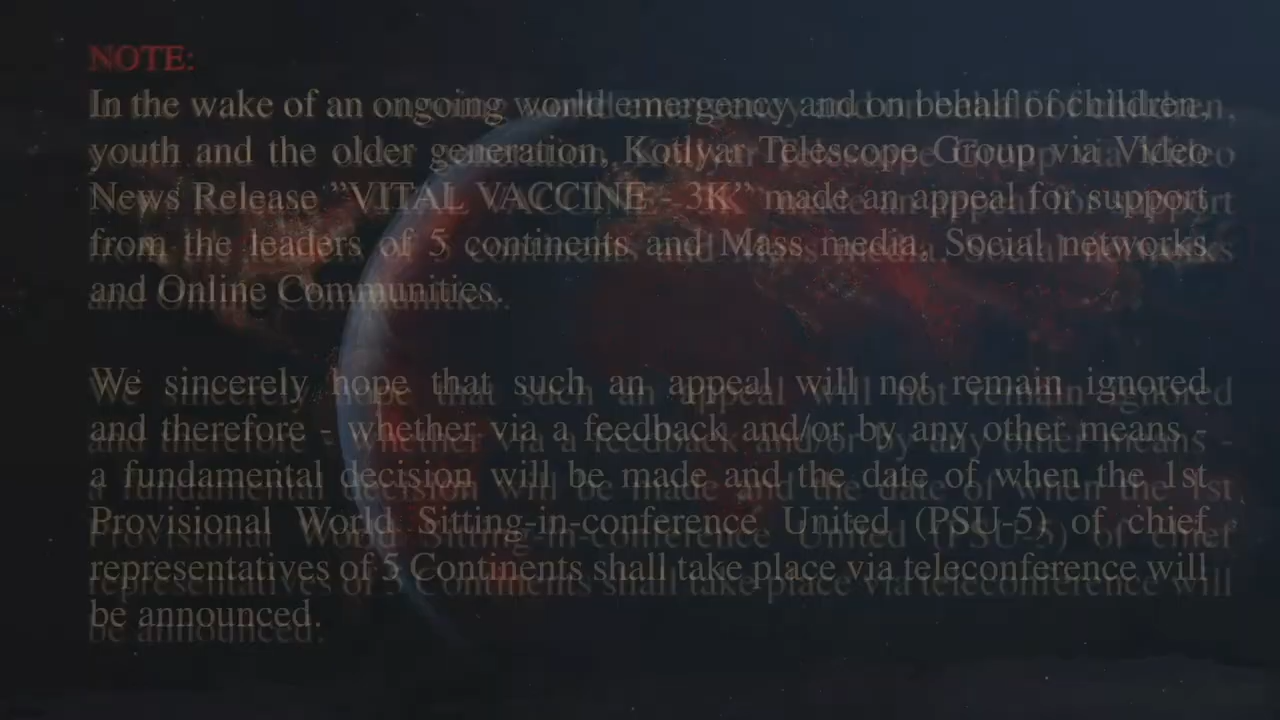 NOTE:
In the wake of an ongoing world emergency and on behalf of children,
youth and the older generation, Kotlyar Telescope Group via Video
News Release ”VITAL VACCINE - 3K” made an appeal for support
from the leaders of 5 continents and Mass media, Social networks
and Online Communities.
We sincerely hope that such an appeal will not remain ignored
and therefore - whether via a feedback and/or by any other means -
a fundamental decision will be made and the date of when the 1st
Provisional World Sitting-in-conference United (PSU-5) of chief
representatives of 5 Continents shall take place via teleconference will
be announced.